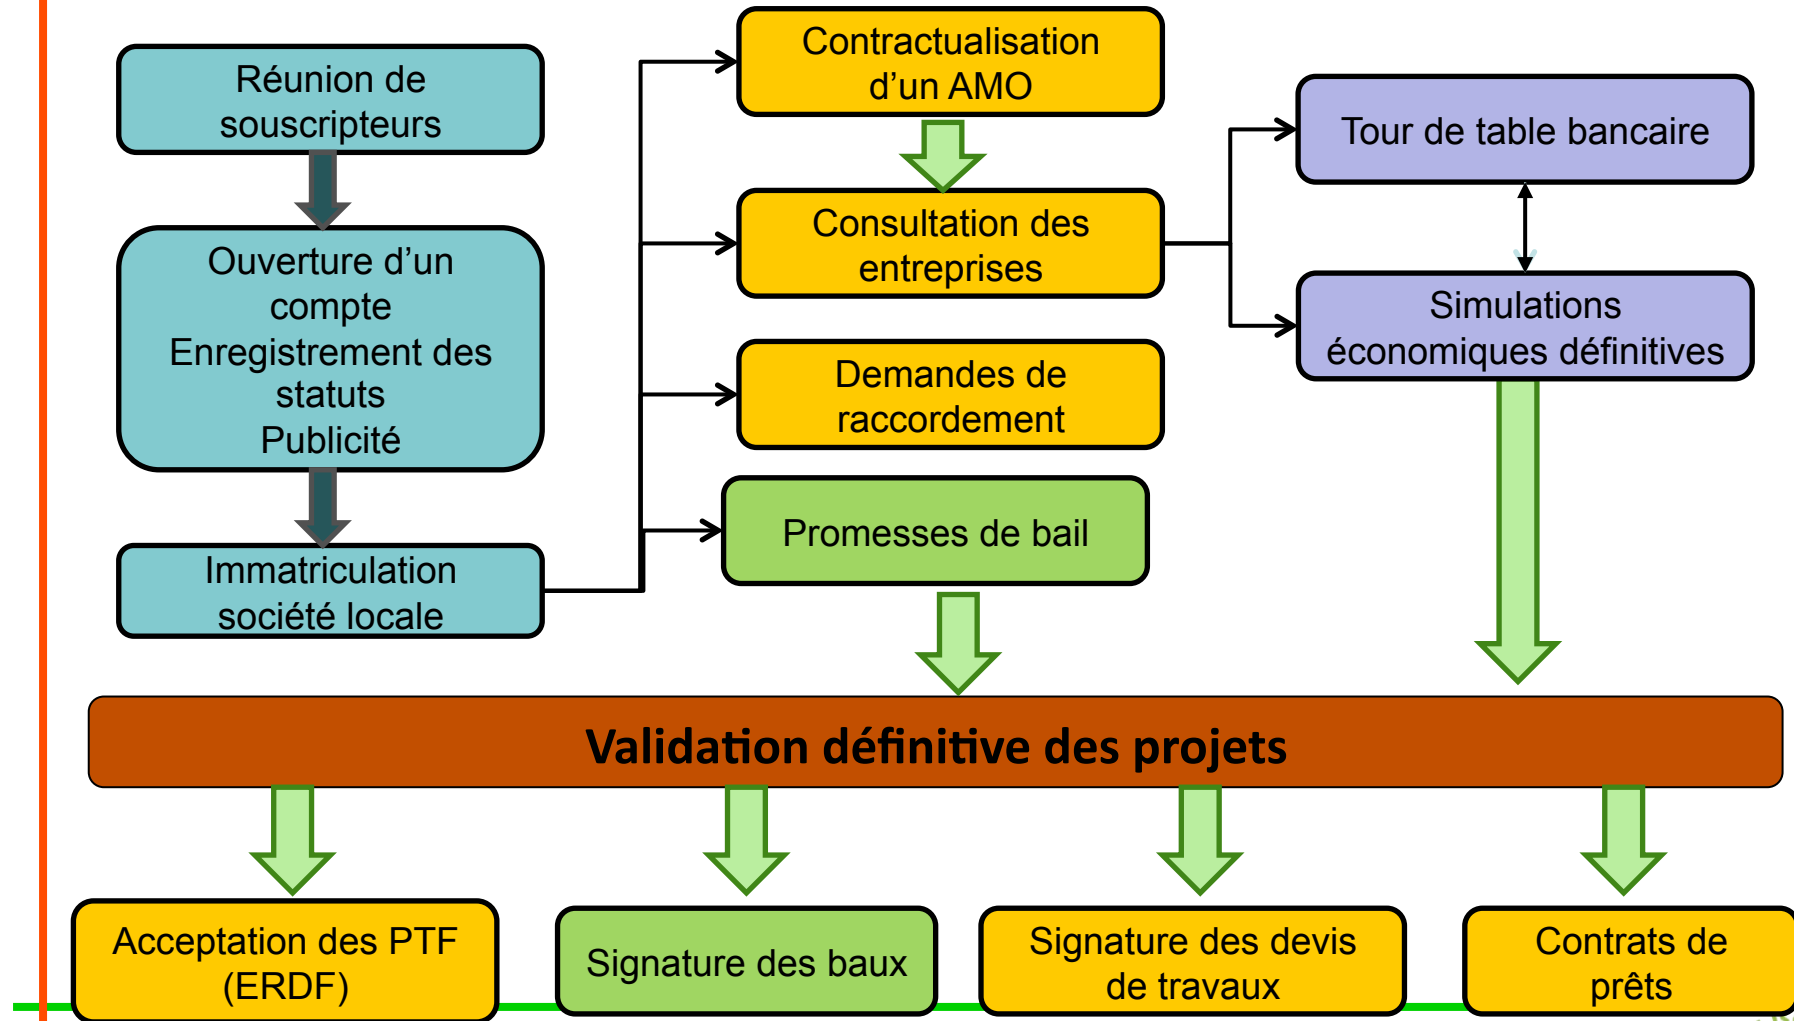 Réunion de
souscripteurs
Ouverture d’un
compte
Enregistrement des
statuts
Publicité
Immatriculation
société locale
Contractualisation
d’un AMO
Consultation des
entreprises
Demandes de
raccordement
Promesses de bail
Tour de table bancaire
Simulations
économiques définitives
Validation définitive des projets
Acceptation des PTF
(ERDF)
Signature des baux
Signature des devis
de travaux
Contrats de
prêts